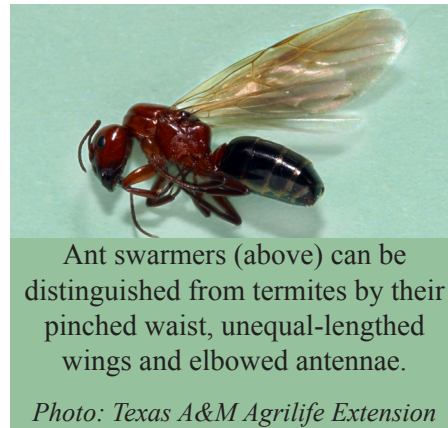 Ant swarmers (above) can be
distinguished from termites by their
pinched waist, unequal-lengthed
wings and elbowed antennae.
Photo: Texas A&M Agrilife Extension